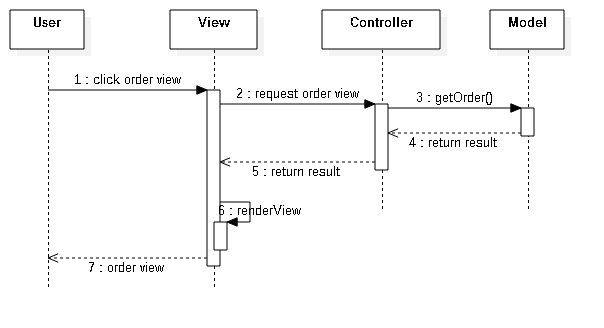 User
View
Controller
Model
1 : click order view
2 : request order view
3 : getOrder()
4 : return result
5 : return result
6 : renderView
7 : order view